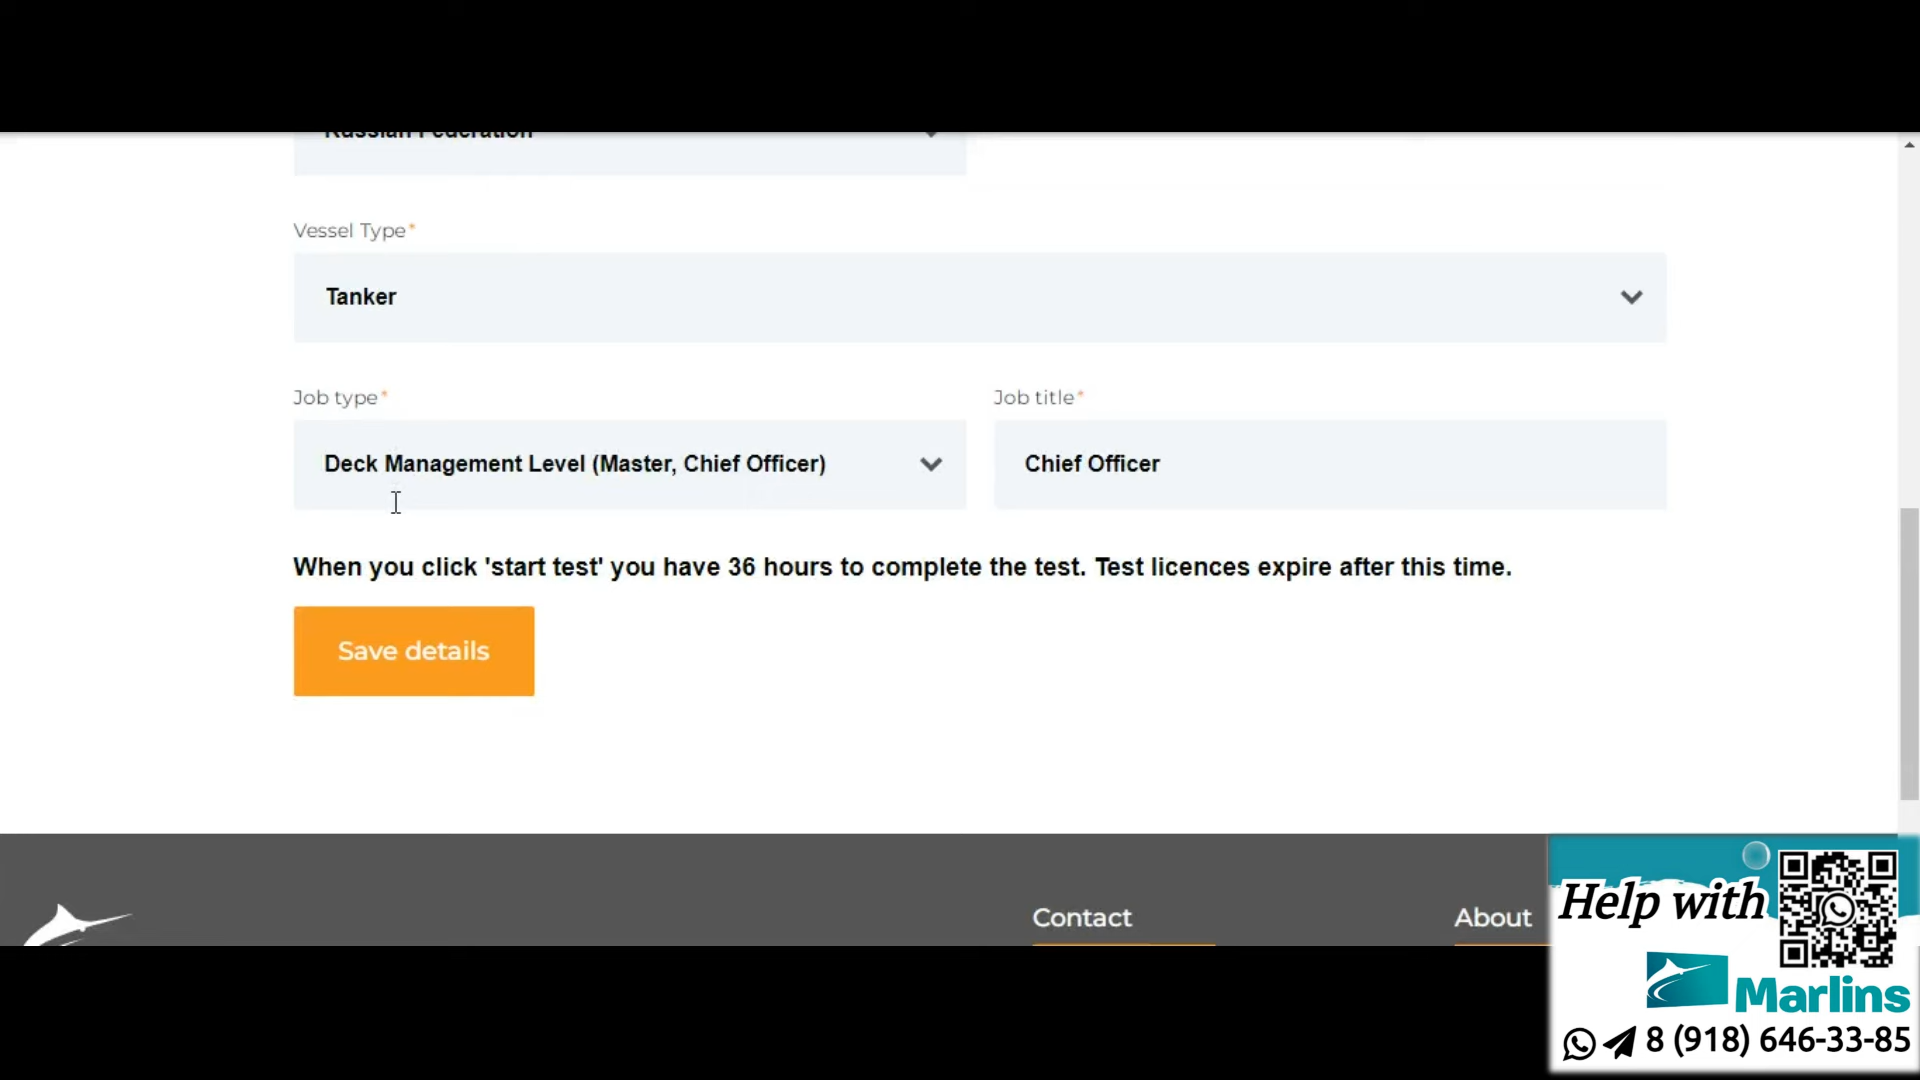 Russian Federation
Vessel Type*
Tanker
Job type*
Job title*
Deck Management Level (Master, Chief Officer)
Chief Officer
When you click 'start test' you have 36 hours to complete the test. Test licences expire after this time.
Save details
Contact
About
Help with
Marlins
8 (918) 646-33-85